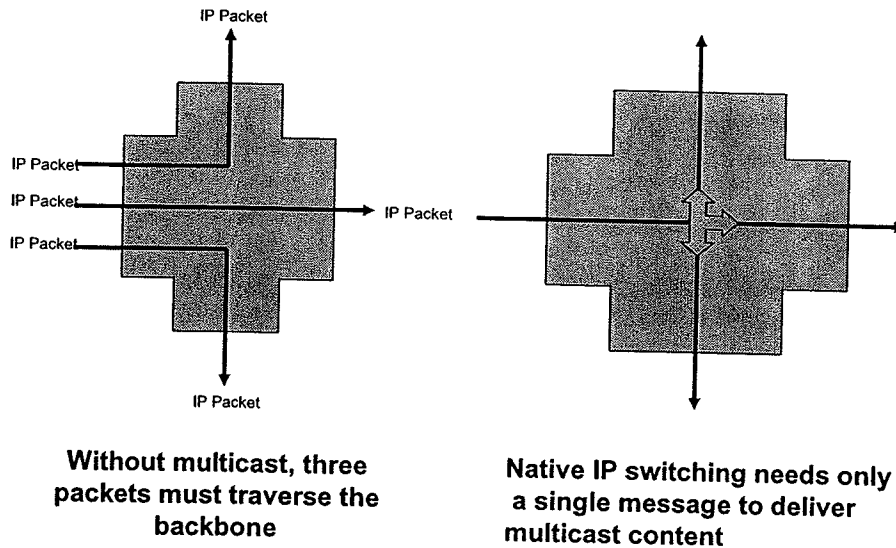 IP Packet
IP Packet
IP Packet
IP Packet
IP Packet
IP Packet
Without multicast, three
packets must traverse the
backbone
Native IP switching needs only
a single message to deliver
multicast content